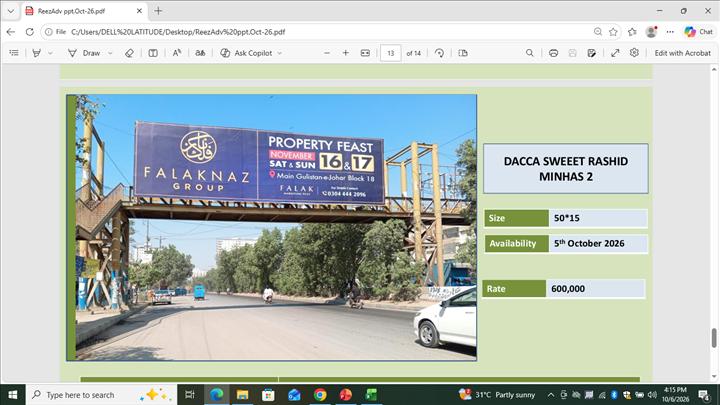 ReezAdv ppt.Oct-26.pdf
File C:/Users/DELL%20LATITUDE/Desktop/ReezAdv%20ppt.Oct-26.pdf
Chat
Draw
Ask Copilot
13 of 14
Edit with Acrobat
FALAKNAZ
GROUP
PROPERTY FEAST
NOVEMBER
SAT & SUN 16 & 17
Main Gulistan-e-Johar Block 18
FALAK
0304 444 2096
DACCA SWEEET RASHID
MINHAS 2
Size 50*15
Availability 5th October 2026
Rate 600,000
Type here to search
31°C Partly sunny
4:15 PM
10/6/2026